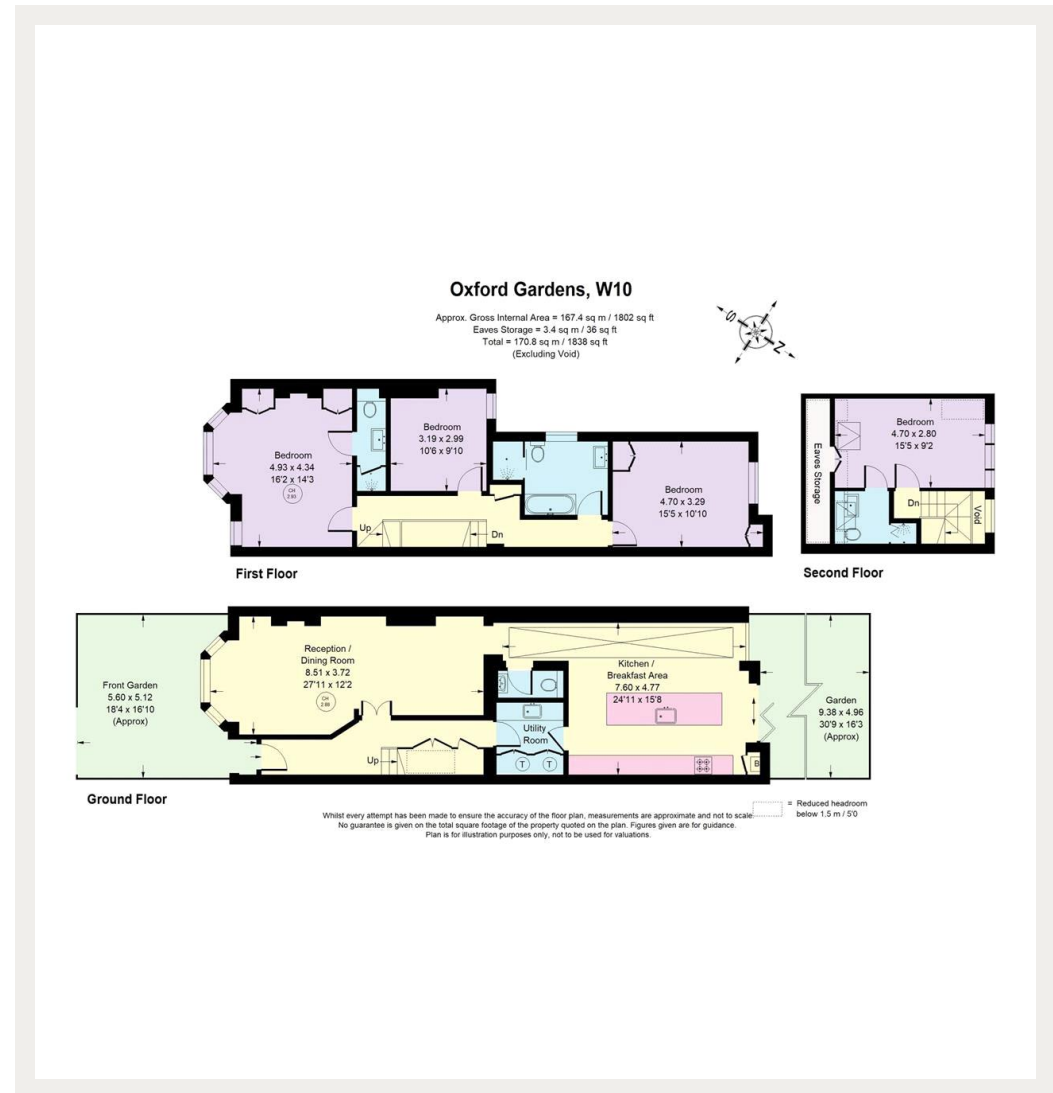 Oxford Gardens, W10
Approx. Gross Internal Area = 167.4 sq m / 1802 sq ft
Eaves Storage = 3.4 sq m / 36 sq ft
Total = 170.8 sq m / 1838 sq ft
(Excluding Void)
S
N
Bedroom
4.93 x 4.34
16'2 x 14'3
CH
2.93
Bedroom
3.19 x 2.99
10'6 x 9'10
Bedroom
4.70 x 3.29
15'5 x 10'10
Up
Dn
First Floor
Eaves Storage
Bedroom
4.70 x 2.80
15'5 x 9'2
Dn
Void
Second Floor
Front Garden
5.60 x 5.12
18'4 x 16'10
(Approx)
Reception /
Dining Room
8.51 x 3.72
27'11 x 12'2
CH
Up
Utility
Room
T
T
Kitchen /
Breakfast Area
7.60 x 4.77
24'11 x 15'8
B
Garden
9.38 x 4.96
30'9 x 16'3
(Approx)
Ground Floor
= Reduced headroom
below 1.5 m / 5'0
Whilst every attempt has been made to ensure the accuracy of the floor plan, measurements are approximate and not to scale.
No guarantee is given on the total square footage of the property quoted on the plan. Figures given are for guidance.
Plan is for illustration purposes only, not to be used for valuations.